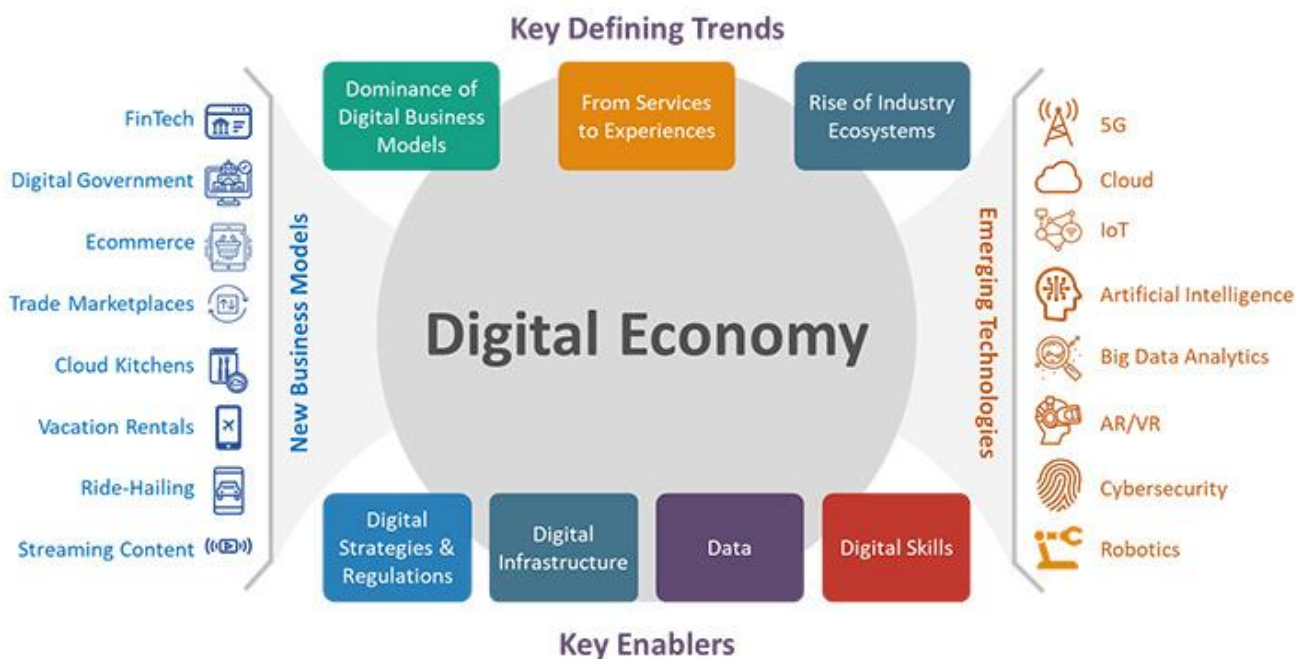 Key Defining Trends
Dominance of
Digital Business
Models
From Services
to Experiences
Rise of Industry
Ecosystems
FinTech
Digital Government
Ecommerce
Trade Marketplaces
Cloud Kitchens
Vacation Rentals
Ride-Hailing
Streaming Content
New Business Models
Digital Economy
Emerging Technologies
5G
Cloud
IoT
Artificial Intelligence
Big Data Analytics
AR/VR
Cybersecurity
Robotics
Digital
Strategies &
Regulations
Digital
Infrastructure
Data
Digital Skills
Key Enablers